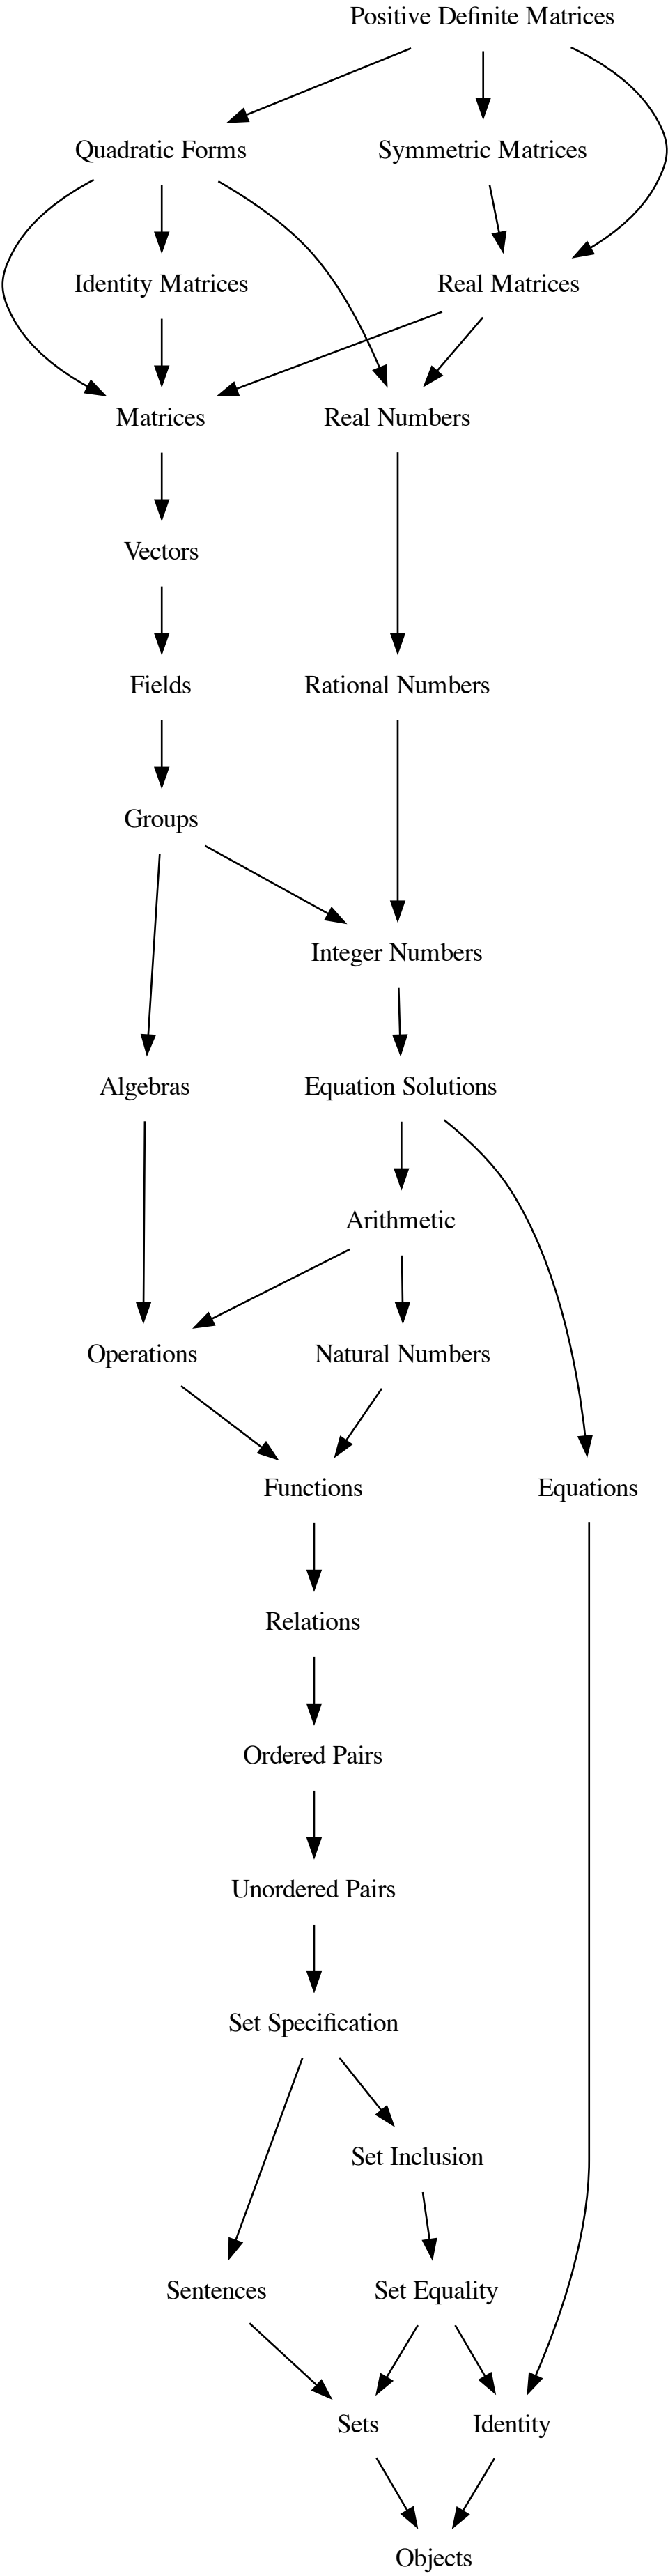 Positive Definite Matrices
Quadratic Forms
Symmetric Matrices
Identity Matrices
Real Matrices
Matrices
Real Numbers
Vectors
Fields
Rational Numbers
Groups
Integer Numbers
Algebras
Equation Solutions
Arithmetic
Operations
Natural Numbers
Functions
Equations
Relations
Ordered Pairs
Unordered Pairs
Set Specification
Set Inclusion
Sentences
Set Equality
Sets
Identity
Objects